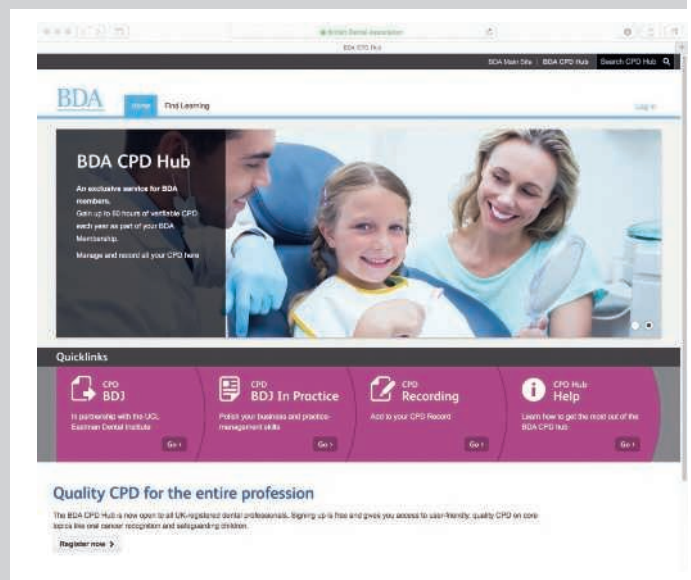 British Dental Association
BDA CPD Hub
BDA Main Site | BDA CPD Hub Search CPD Hub
BDA Home Find Learning Log in
BDA CPD Hub
An exclusive service for BDA
members.
Gain up to 60 hours of verifiable CPD
each year as part of your BDA
Membership.
Manage and record all your CPD here
Quicklinks
CPD
BDJ
In partnership with the UCL
Eastman Dental Institute
Go ›
CPD
BDJ In Practice
Polish your business and practice-
management skills
Go ›
CPD
Recording
Add to your CPD Record
Go ›
CPD Hub
Help
Learn how to get the most out of the
BDA CPD hub
Go ›
Quality CPD for the entire profession
The BDA CPD Hub is now open to all UK-registered dental professionals. Signing up is free and gives you access to user-friendly, quality CPD on core
topics like oral cancer recognition and safeguarding children.
Register now ›